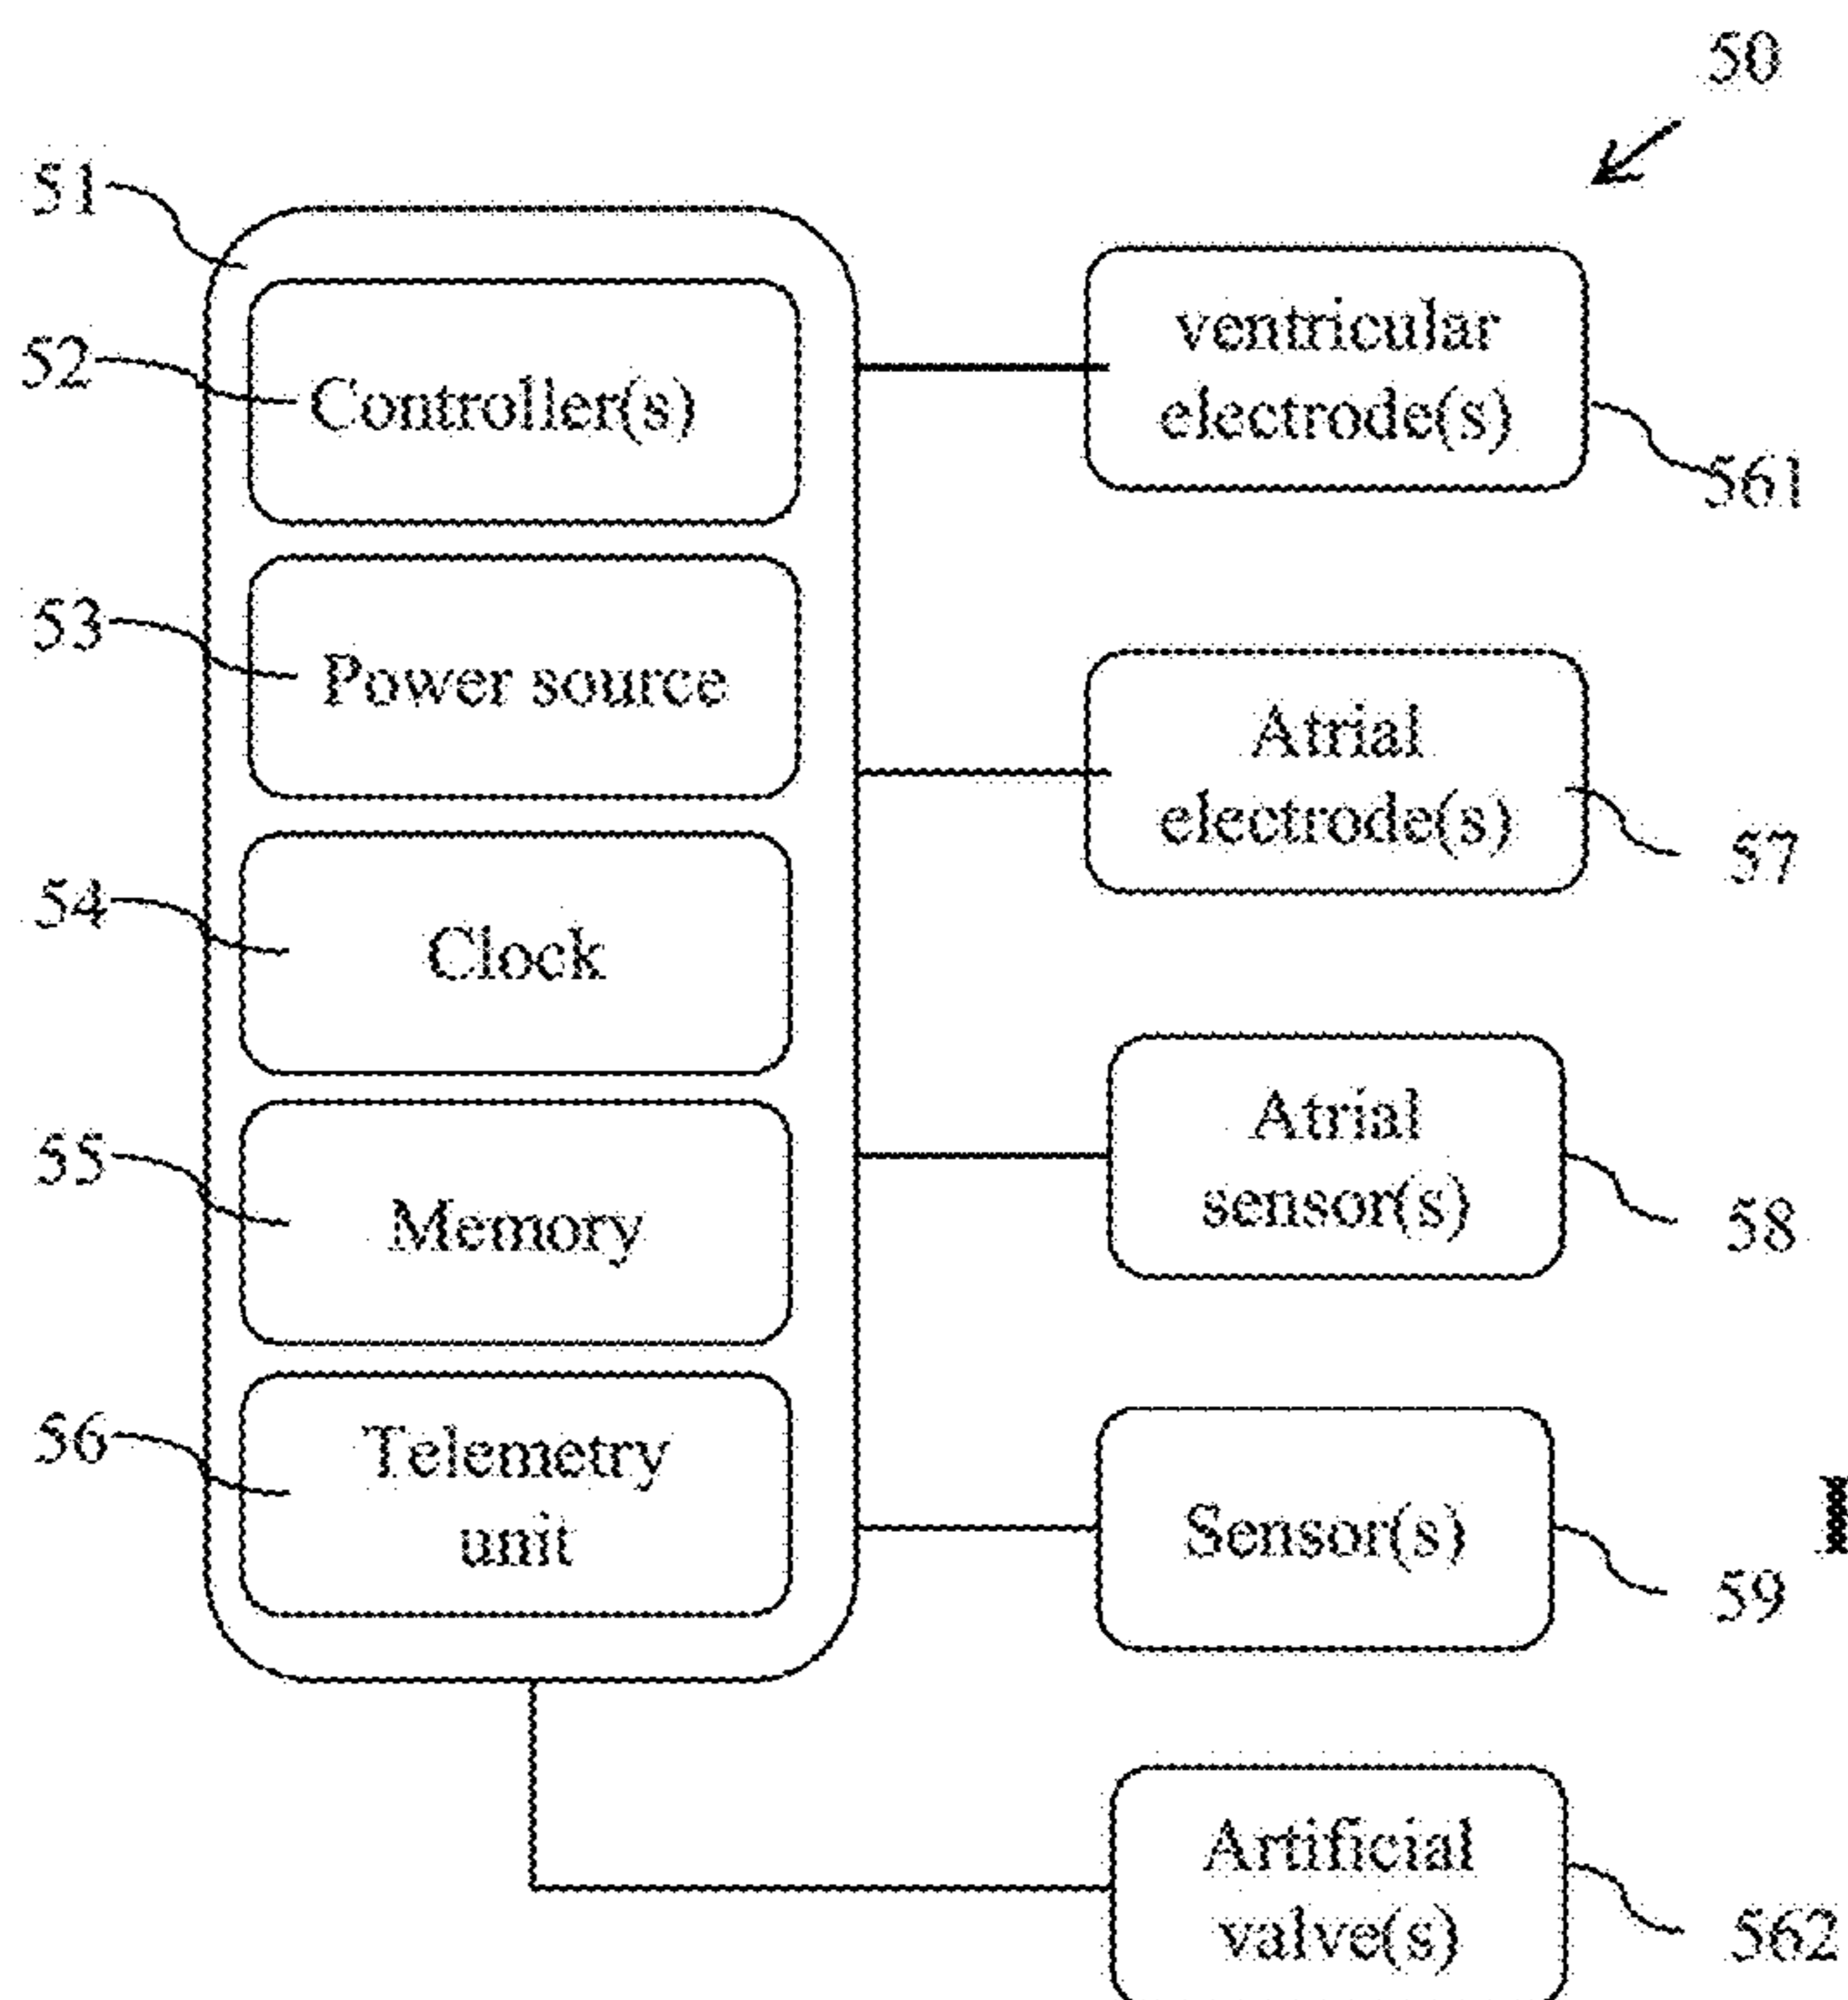 50
51
52
Controller(s)
53
Power source
54
Clock
55
Memory
56
Telemetry
unit
ventricular
electrode(s)
561
Atrial
electrode(s)
57
Atrial
sensor(s)
58
Sensor(s)
59
Artificial
valve(s)
562